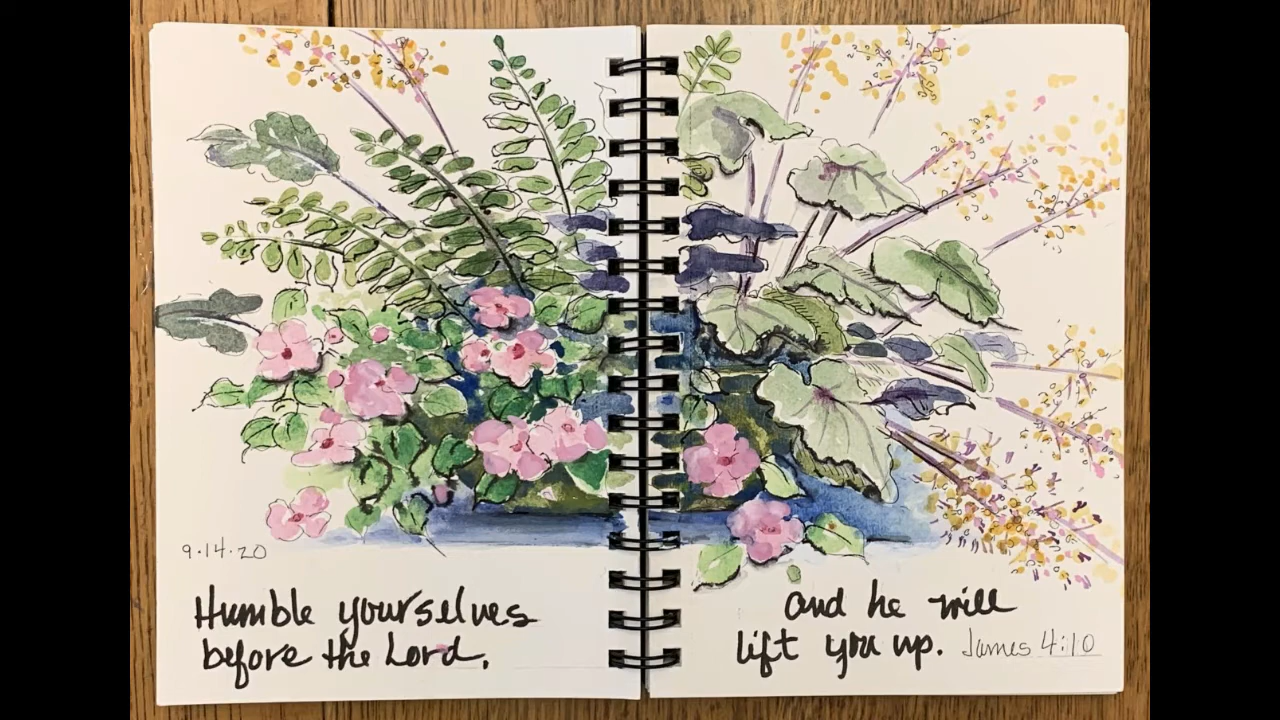 9.14.20
Humble yourselves
before the Lord,
and he will
lift you up. James 4:10